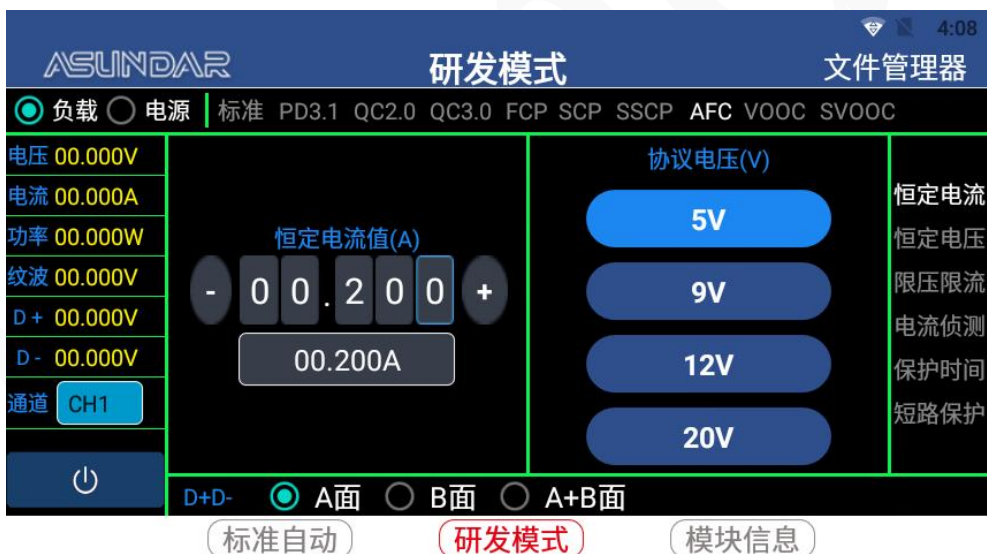 4:08
ASUNDAR 研发模式 文件管理器
负载 电源 标准 PD3.1 QC2.0 QC3.0 FCP SCP SSCP AFC VOOC SVOOC
电压 00.000V
电流 00.000A
功率 00.000W
纹波 00.000V
D+ 00.000V
D- 00.000V
通道 CH1
恒定电流值(A)
- 00.200 +
00.200A
协议电压(V)
5V
9V
12V
20V
恒定电流
恒定电压
限压限流
电流侦测
保护时间
短路保护
D+D- A面 B面 A+B面
标准自动 研发模式 模块信息